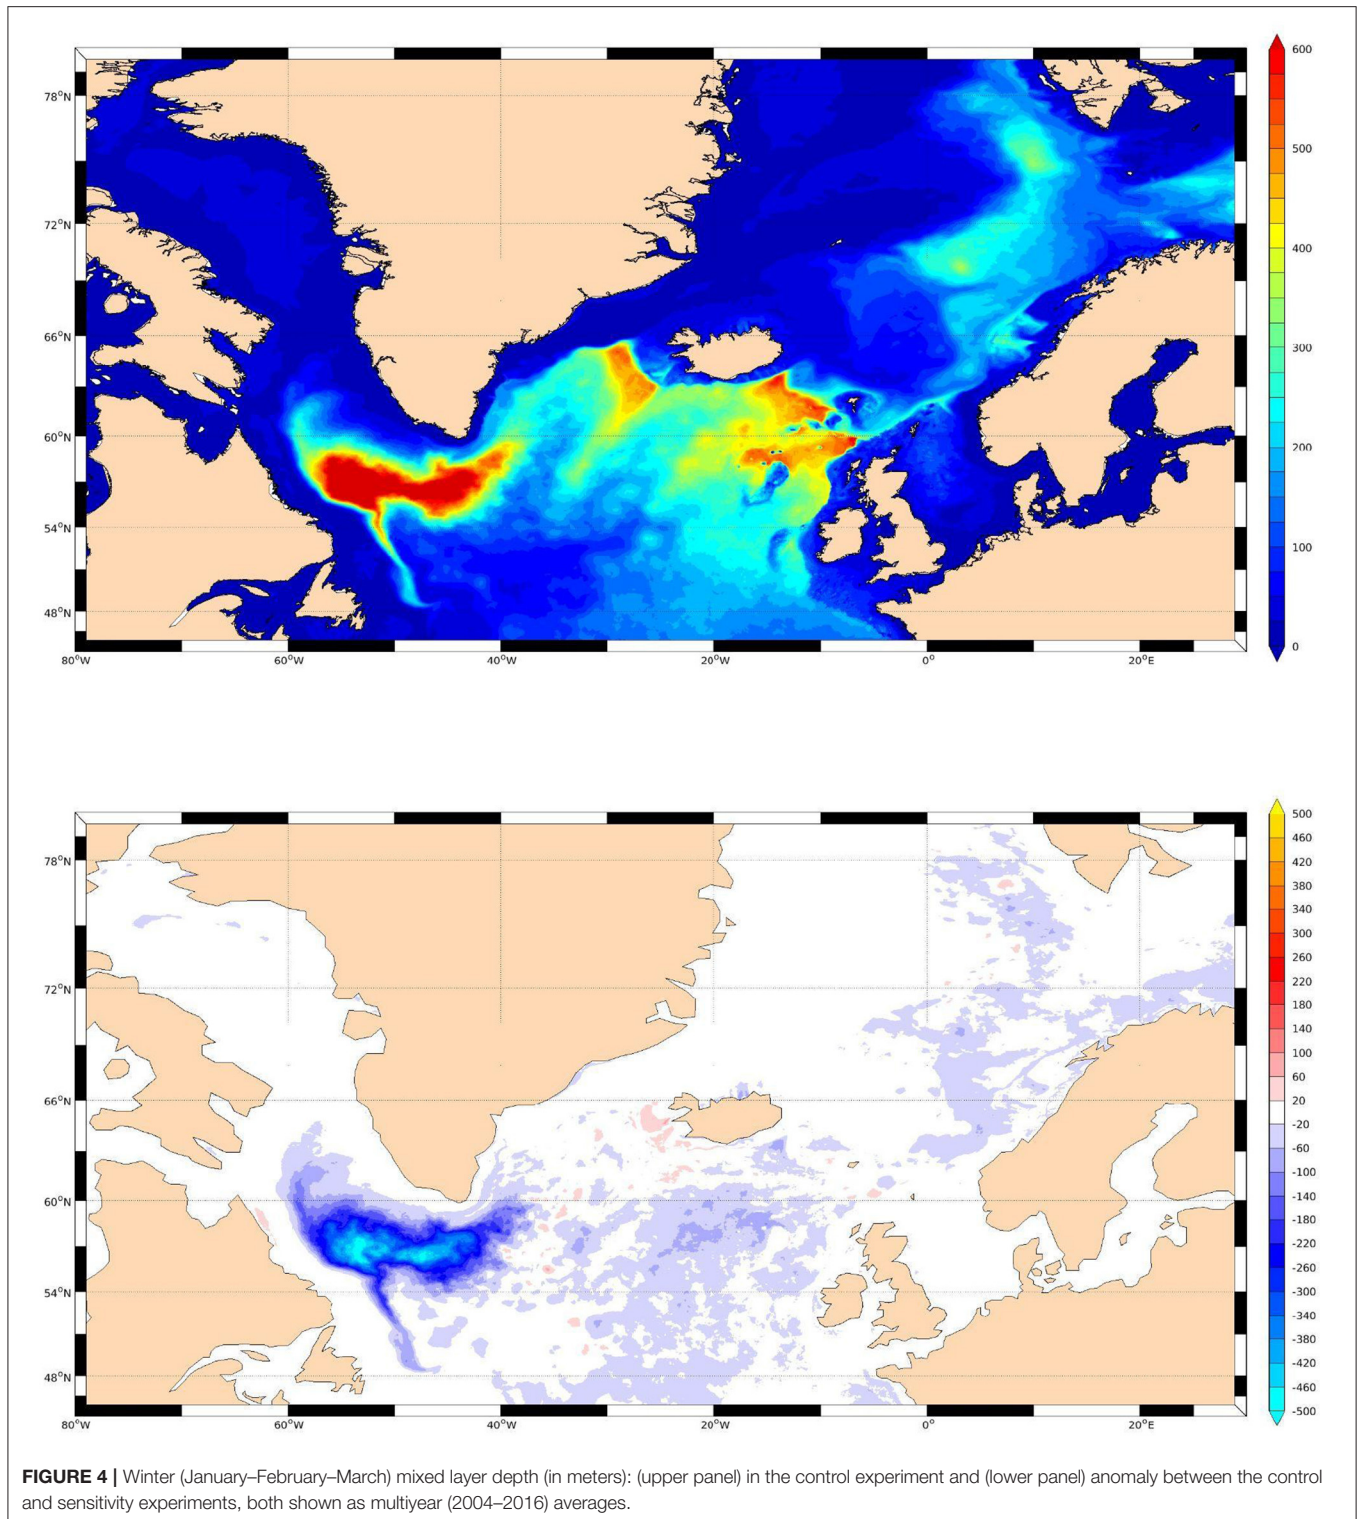 600
78°N
500
72°N
400
66°N
300
60°N
200
54°N
100
48°N
0
80°W 60°W 40°W 20°W 0° 20°E
500
460
78°N
420
380
340
300
260
72°N
220
180
140
100
60
66°N
20
-20
-60
-100
60°N
-140
-180
-220
-260
54°N
-300
-340
-380
48°N
-420
-460
-500
80°W 60°W 40°W 20°W 0° 20°E
FIGURE 4 | Winter (January–February–March) mixed layer depth (in meters): (upper panel) in the control experiment and (lower panel) anomaly between the control
and sensitivity experiments, both shown as multiyear (2004–2016) averages.